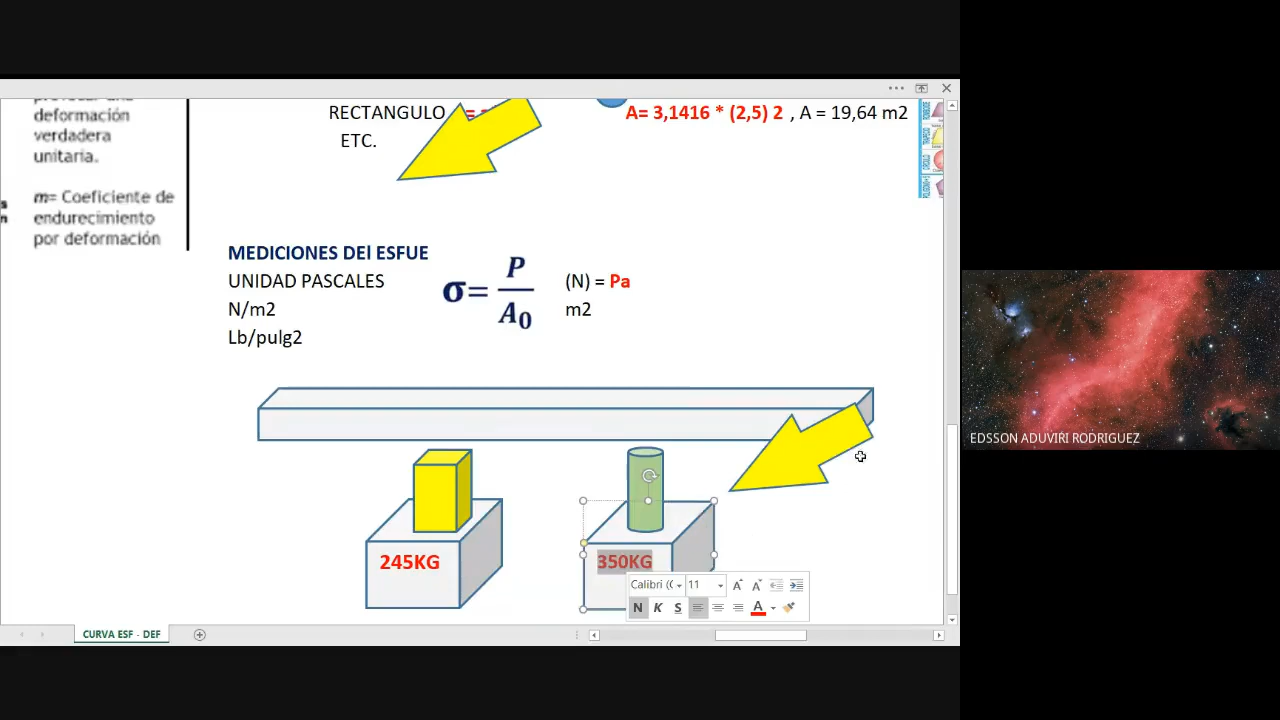 deformación
verdadera
unitaria.
m= Coeficiente de
endurecimiento
por deformación
RECTANGULO
ETC.
A= 3,1416 * (2,5) 2 , A = 19,64 m2
MEDICIONES DEl ESFUE
UNIDAD PASCALES
N/m2
Lb/pulg2
σ= P
A0
(N) = Pa
m2
245KG
350KG
Calibri (C
11
N K S A
CURVA ESF - DEF
EDSSON ADUVIRI RODRIGUEZ